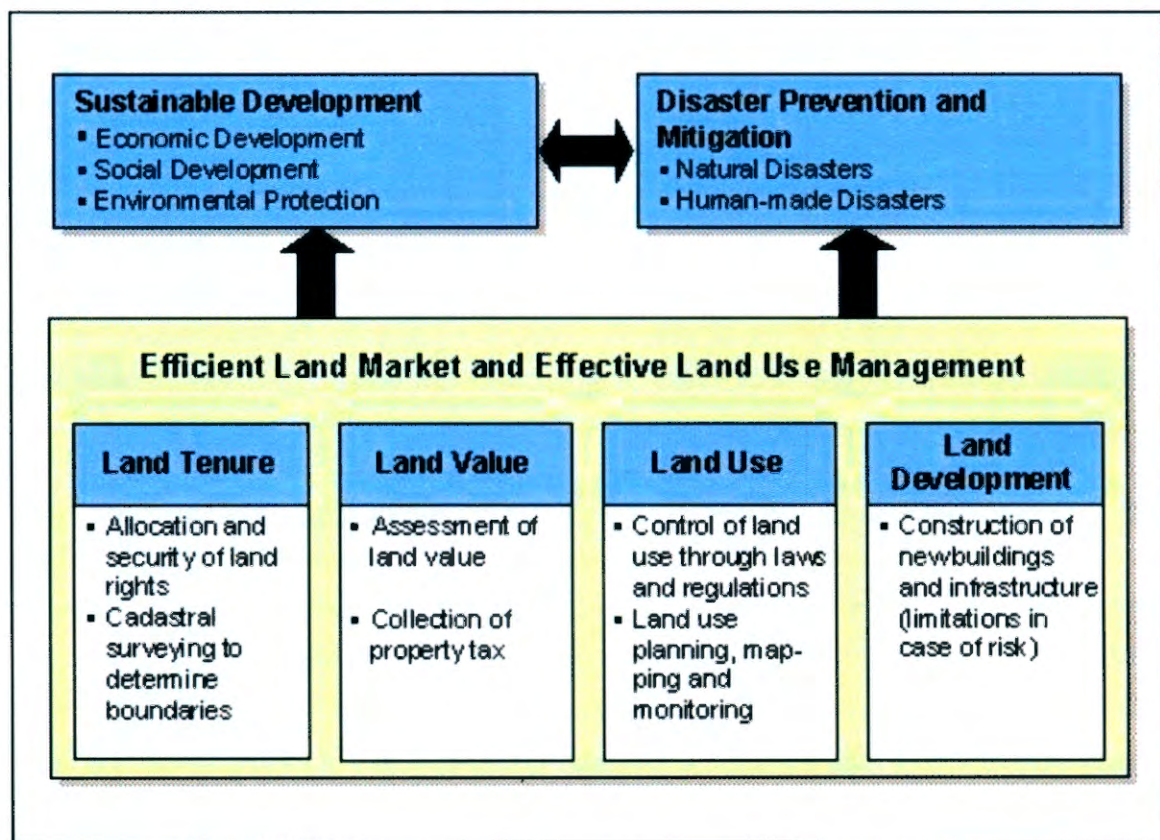 Sustainable Development
▪ Economic Development
▪ Social Development
▪ Environmental Protection
Disaster Prevention and
Mitigation
▪ Natural Disasters
▪ Human-made Disasters
Efficient Land Market and Effective Land Use Management
Land Tenure
▪ Allocation and
security of land
rights
▪ Cadastral
surveying to
determine
boundaries
Land Value
▪ Assessment of
land value
▪ Collection of
property tax
Land Use
▪ Control of land
use through laws
and regulations
▪ Land use
planning, map-
ping and
monitoring
Land
Development
▪ Construction of
newbuildings
and infrastructure
(limitations in
case of risk)